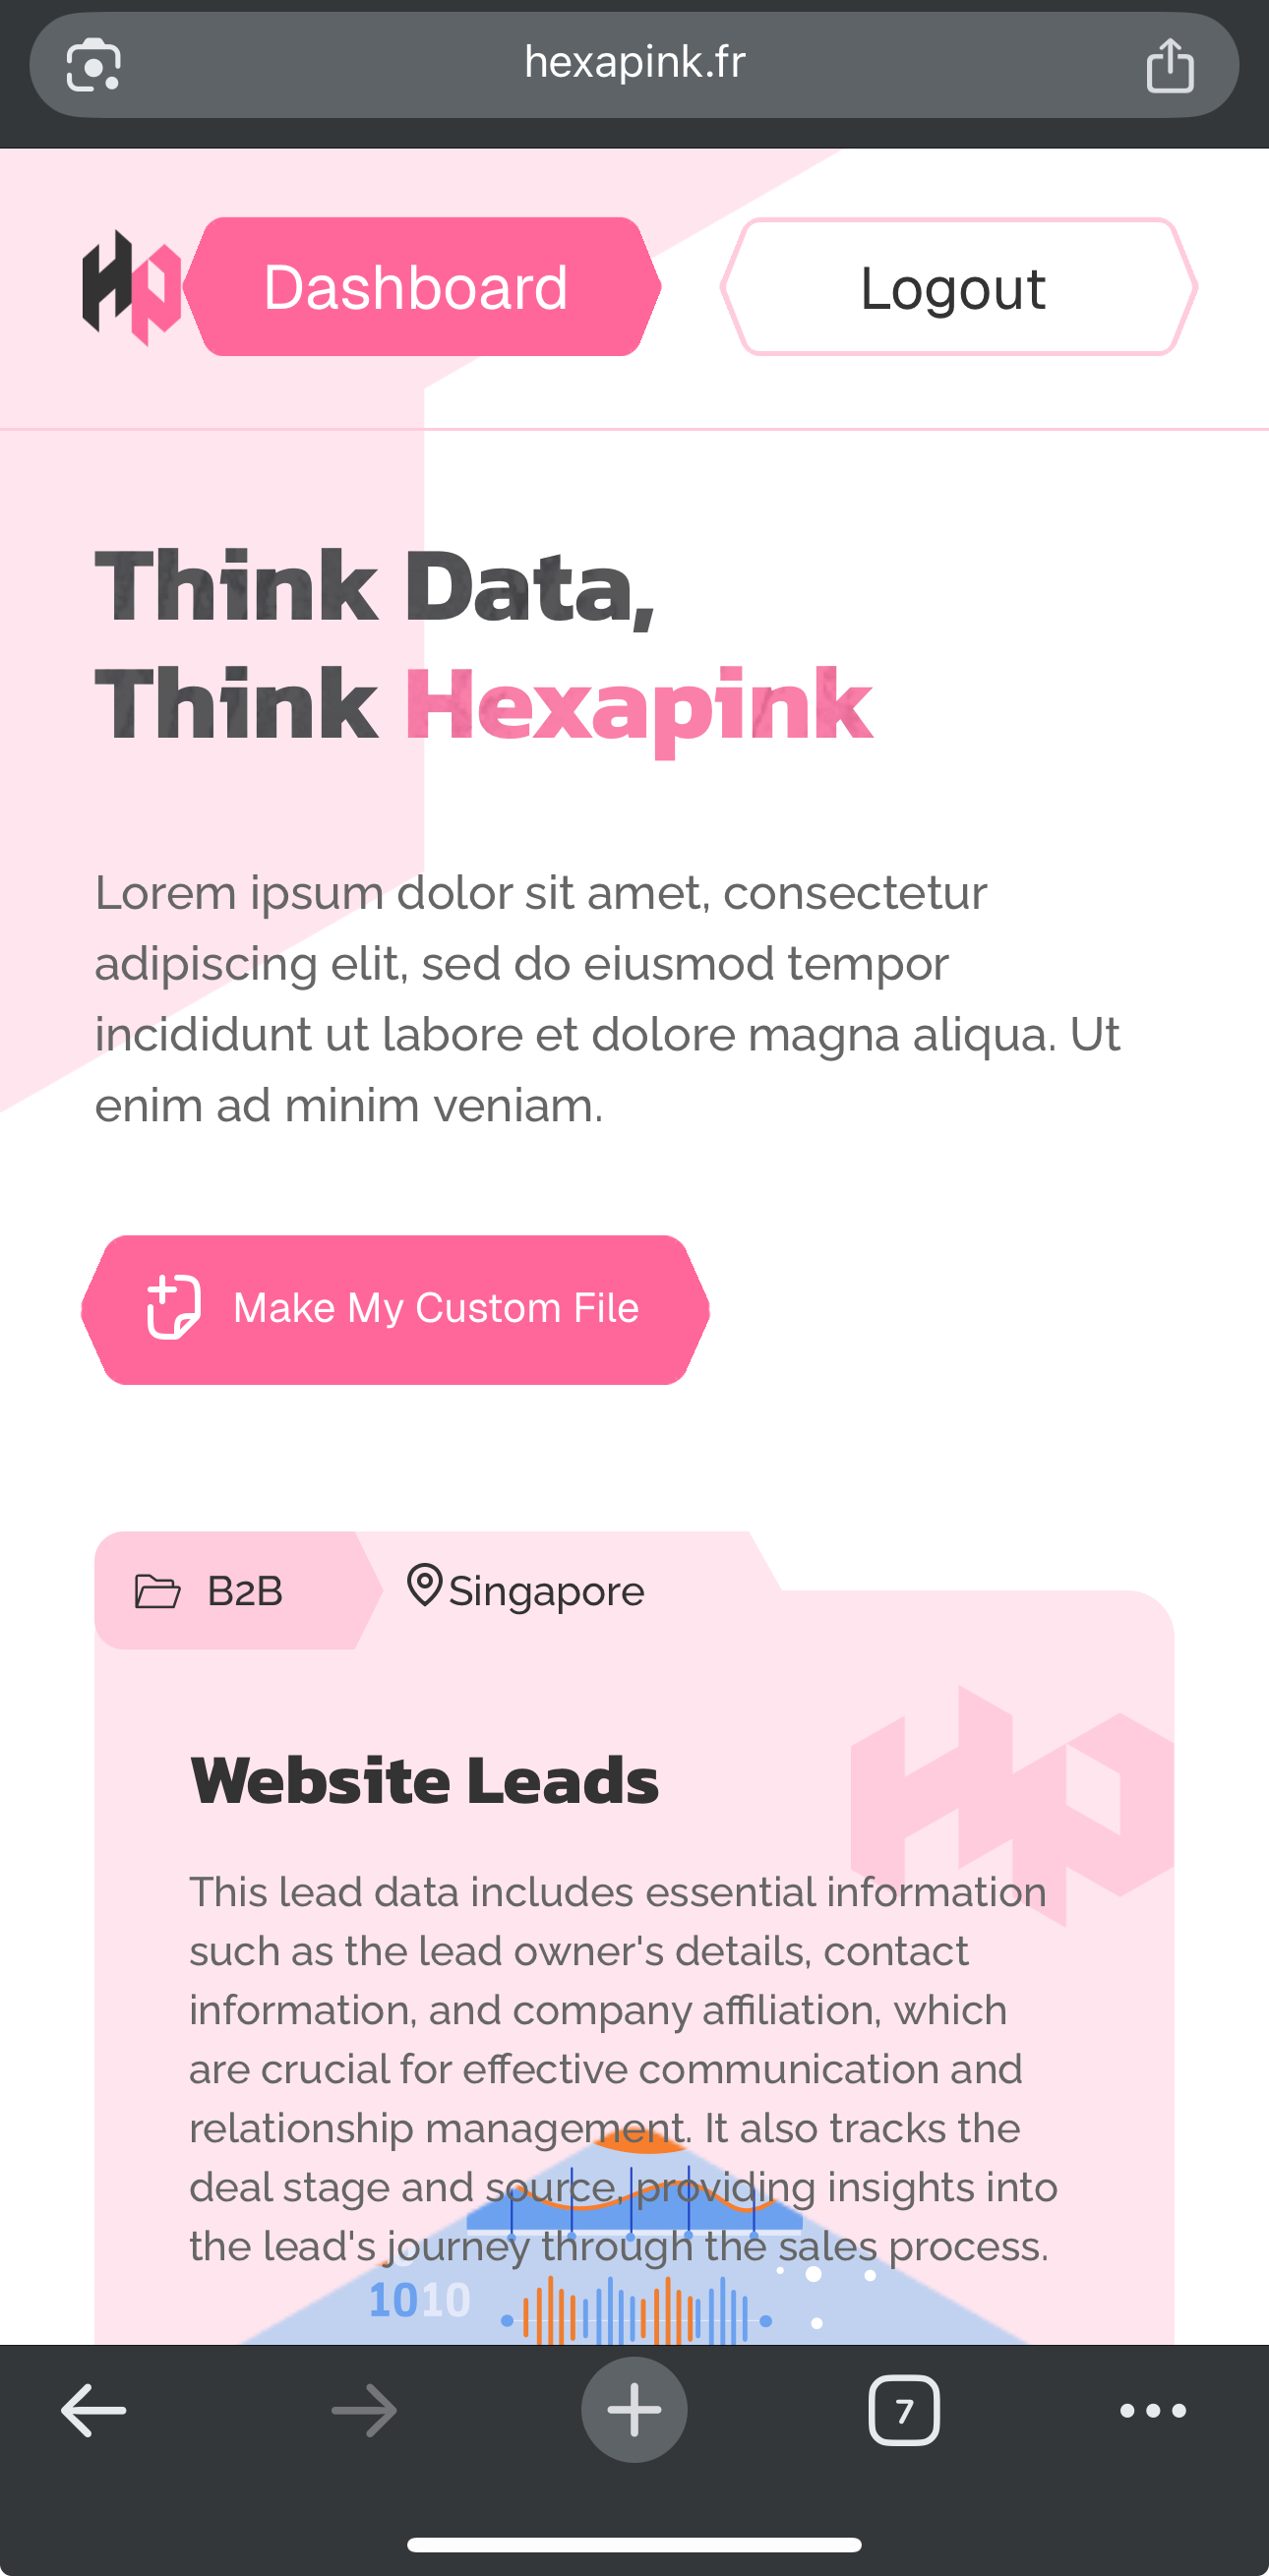 hexapink.fr
Hp
Dashboard
Logout
Think Data,
Think Hexapink
Lorem ipsum dolor sit amet, consectetur
adipiscing elit, sed do eiusmod tempor
incididunt ut labore et dolore magna aliqua. Ut
enim ad minim veniam.
Make My Custom File
B2B
Singapore
Hp
Website Leads
This lead data includes essential information
such as the lead owner's details, contact
information, and company affiliation, which
are crucial for effective communication and
relationship management. It also tracks the
deal stage and source, providing insights into
the lead's journey through the sales process.
1010
7